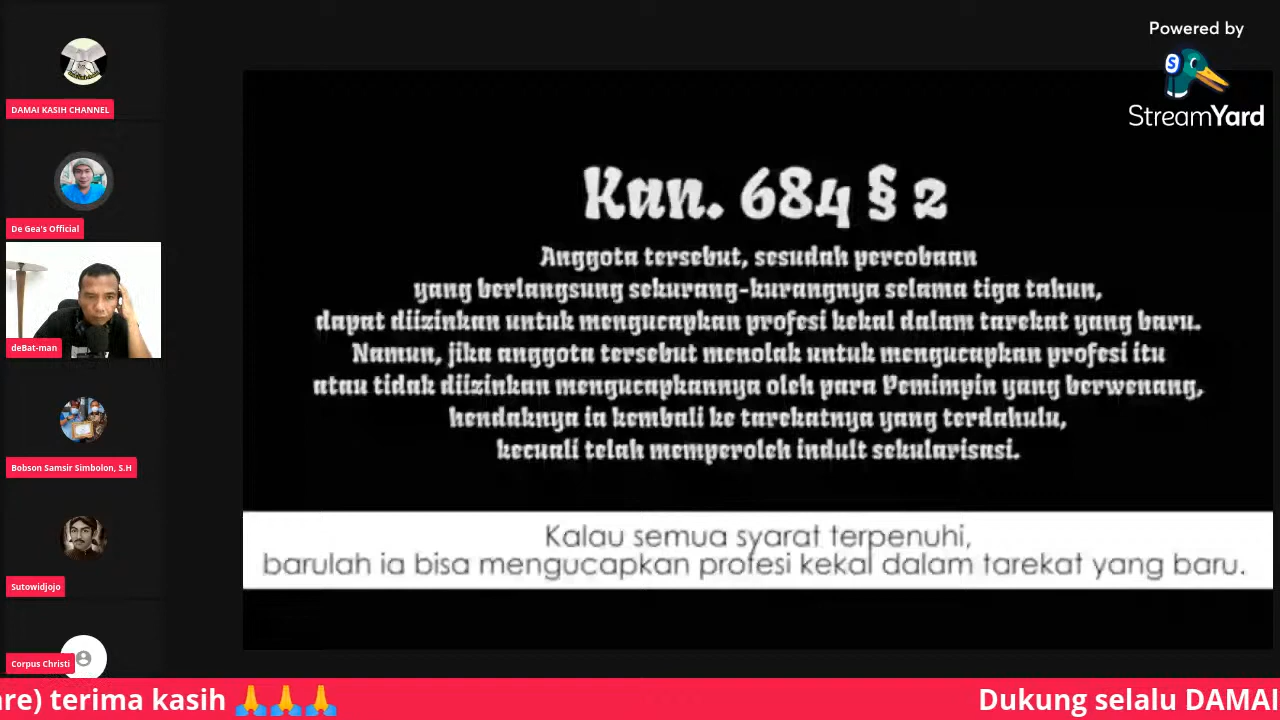 Powered by
StreamYard
DAMAI KASIH CHANNEL
De Gea's Official
deBat-man
Bobson Samsir Simbolon, S.H
Sutowidjojo
Corpus Christi
Kan. 684 § 2
Anggota tersebut, sesudah percobaan
yang berlangsung sekurang-kurangnya selama tiga tahun,
dapat diizinkan untuk mengucapkan profesi kekal dalam tarekat yang baru.
Namun, jika anggota tersebut menolak untuk mengucapkan profesi itu
atau tidak diizinkan mengucapkannya oleh para Pemimpin yang berwenang,
hendaknya ia kembali ke tarekatnya yang terdahulu,
kecuali telah memperoleh indult sekularisasi.
Kalau semua syarat terpenuhi,
barulah ia bisa mengucapkan profesi kekal dalam tarekat yang baru.
are) terima kasih 🙏🙏🙏 Dukung selalu DAMAI